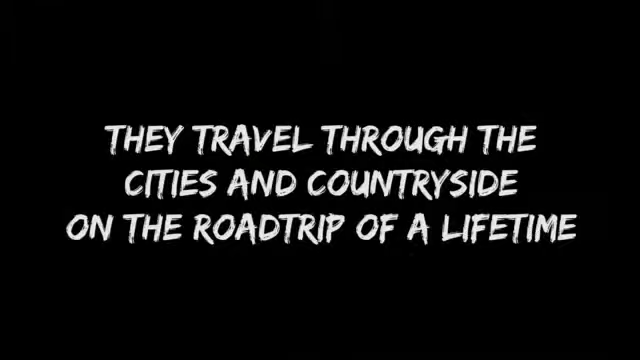 THEY TRAVEL THROUGH THE
CITIES AND COUNTRYSIDE
ON THE ROADTRIP OF A LIFETIME